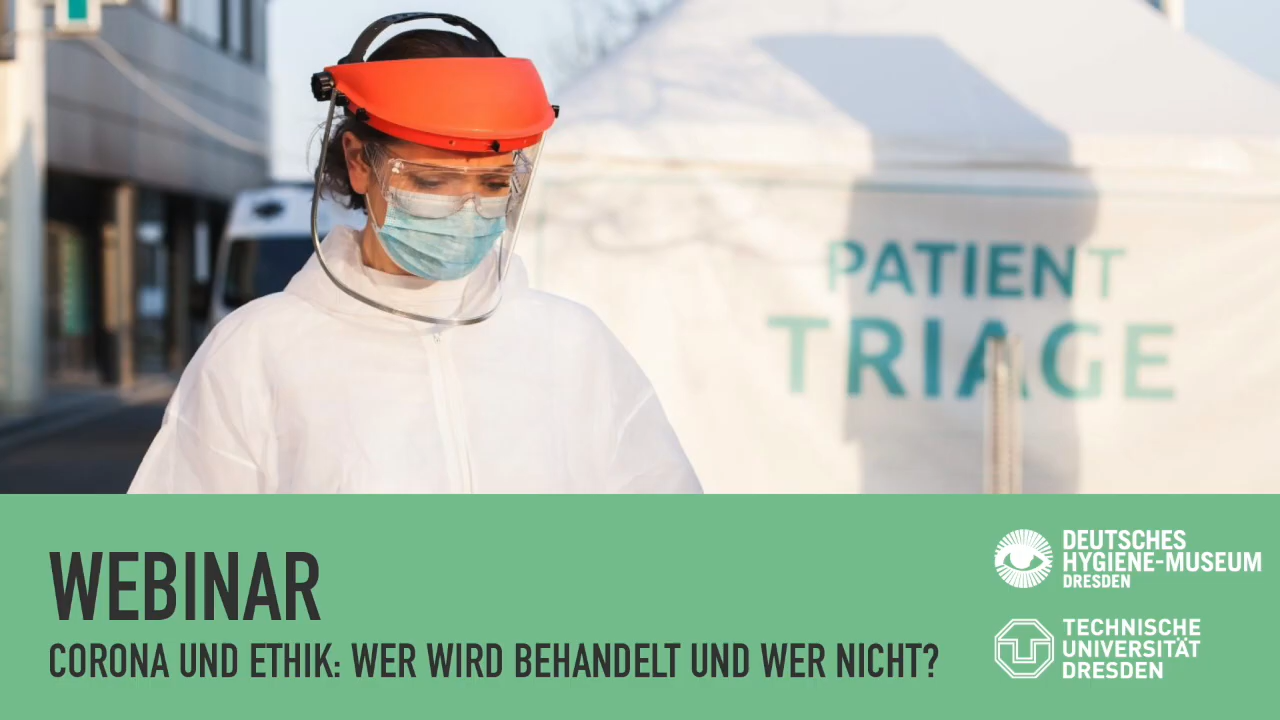 PATIENT
TRIAGE
WEBINAR
CORONA UND ETHIK: WER WIRD BEHANDELT UND WER NICHT?
DEUTSCHES
HYGIENE-MUSEUM
DRESDEN
TECHNISCHE
UNIVERSITÄT
DRESDEN